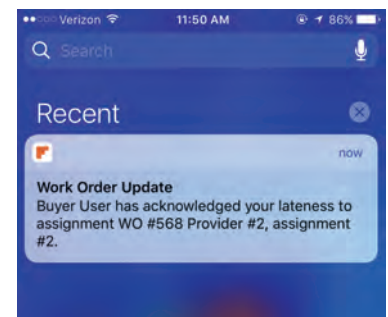 Verizon 11:50 AM 86%
Search
Recent
now
Work Order Update
Buyer User has acknowledged your lateness to
assignment WO #568 Provider #2, assignment
#2.